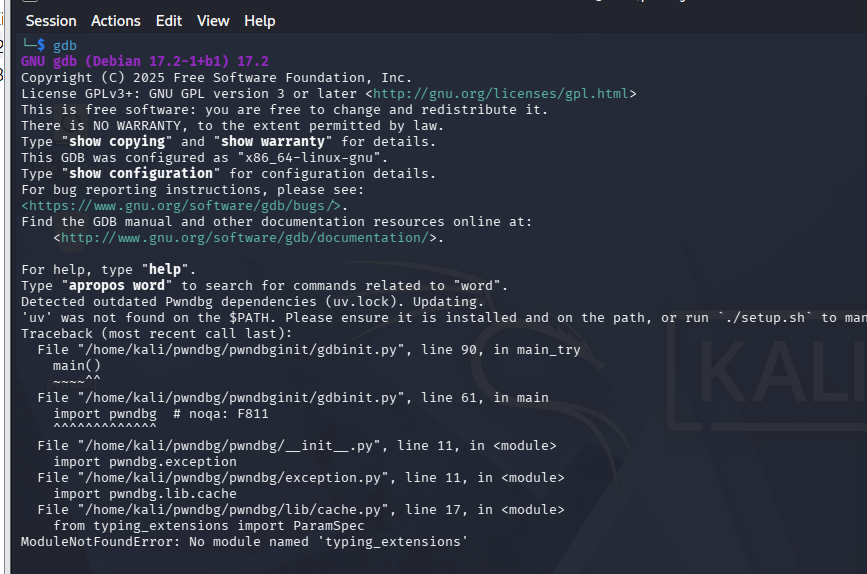 Session Actions Edit View Help
└─$ gdb
GNU gdb (Debian 17.2-1+b1) 17.2
Copyright (C) 2025 Free Software Foundation, Inc.
License GPLv3+: GNU GPL version 3 or later <http://gnu.org/licenses/gpl.html>
This is free software: you are free to change and redistribute it.
There is NO WARRANTY, to the extent permitted by law.
Type "show copying" and "show warranty" for details.
This GDB was configured as "x86_64-linux-gnu".
Type "show configuration" for configuration details.
For bug reporting instructions, please see:
<https://www.gnu.org/software/gdb/bugs/>.
Find the GDB manual and other documentation resources online at:
    <http://www.gnu.org/software/gdb/documentation/>.
For help, type "help".
Type "apropos word" to search for commands related to "word".
Detected outdated Pwndbg dependencies (uv.lock). Updating.
'uv' was not found on the $PATH. Please ensure it is installed and on the path, or run `./setup.sh` to man
Traceback (most recent call last):
  File "/home/kali/pwndbg/pwndbginit/gdbinit.py", line 90, in main_try
    main()
    ~~~~^^
  File "/home/kali/pwndbg/pwndbginit/gdbinit.py", line 61, in main
    import pwndbg  # noqa: F811
    ^^^^^^^^^^^^^
  File "/home/kali/pwndbg/pwndbg/__init__.py", line 11, in <module>
    import pwndbg.exception
  File "/home/kali/pwndbg/pwndbg/exception.py", line 11, in <module>
    import pwndbg.lib.cache
  File "/home/kali/pwndbg/pwndbg/lib/cache.py", line 17, in <module>
    from typing_extensions import ParamSpec
ModuleNotFoundError: No module named 'typing_extensions'
KALI